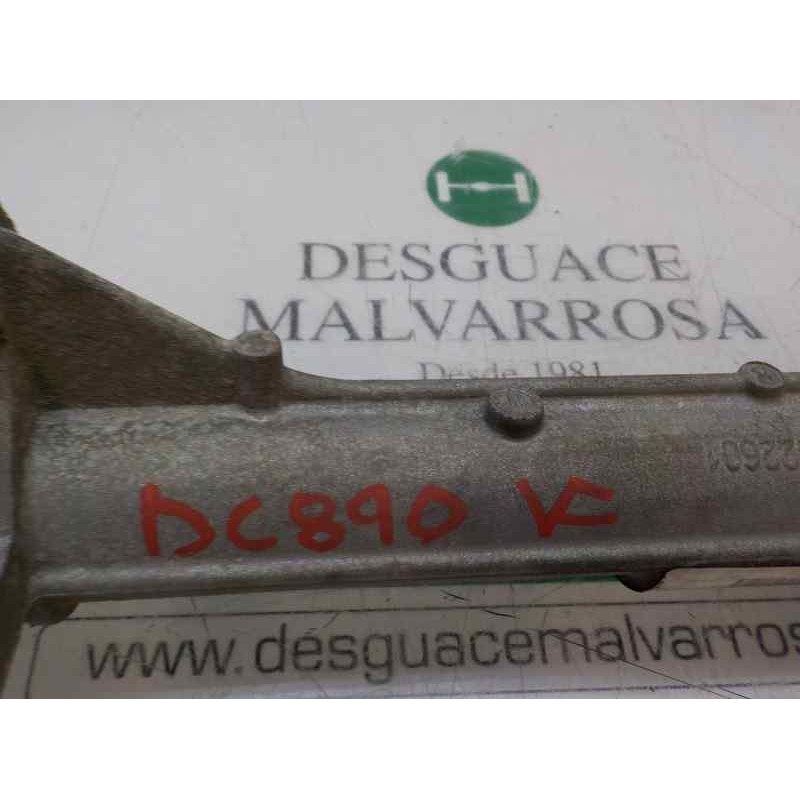 DESGUACE
MALVARROSA
Desde 1981
DC890 V
www.desguacemalvarros